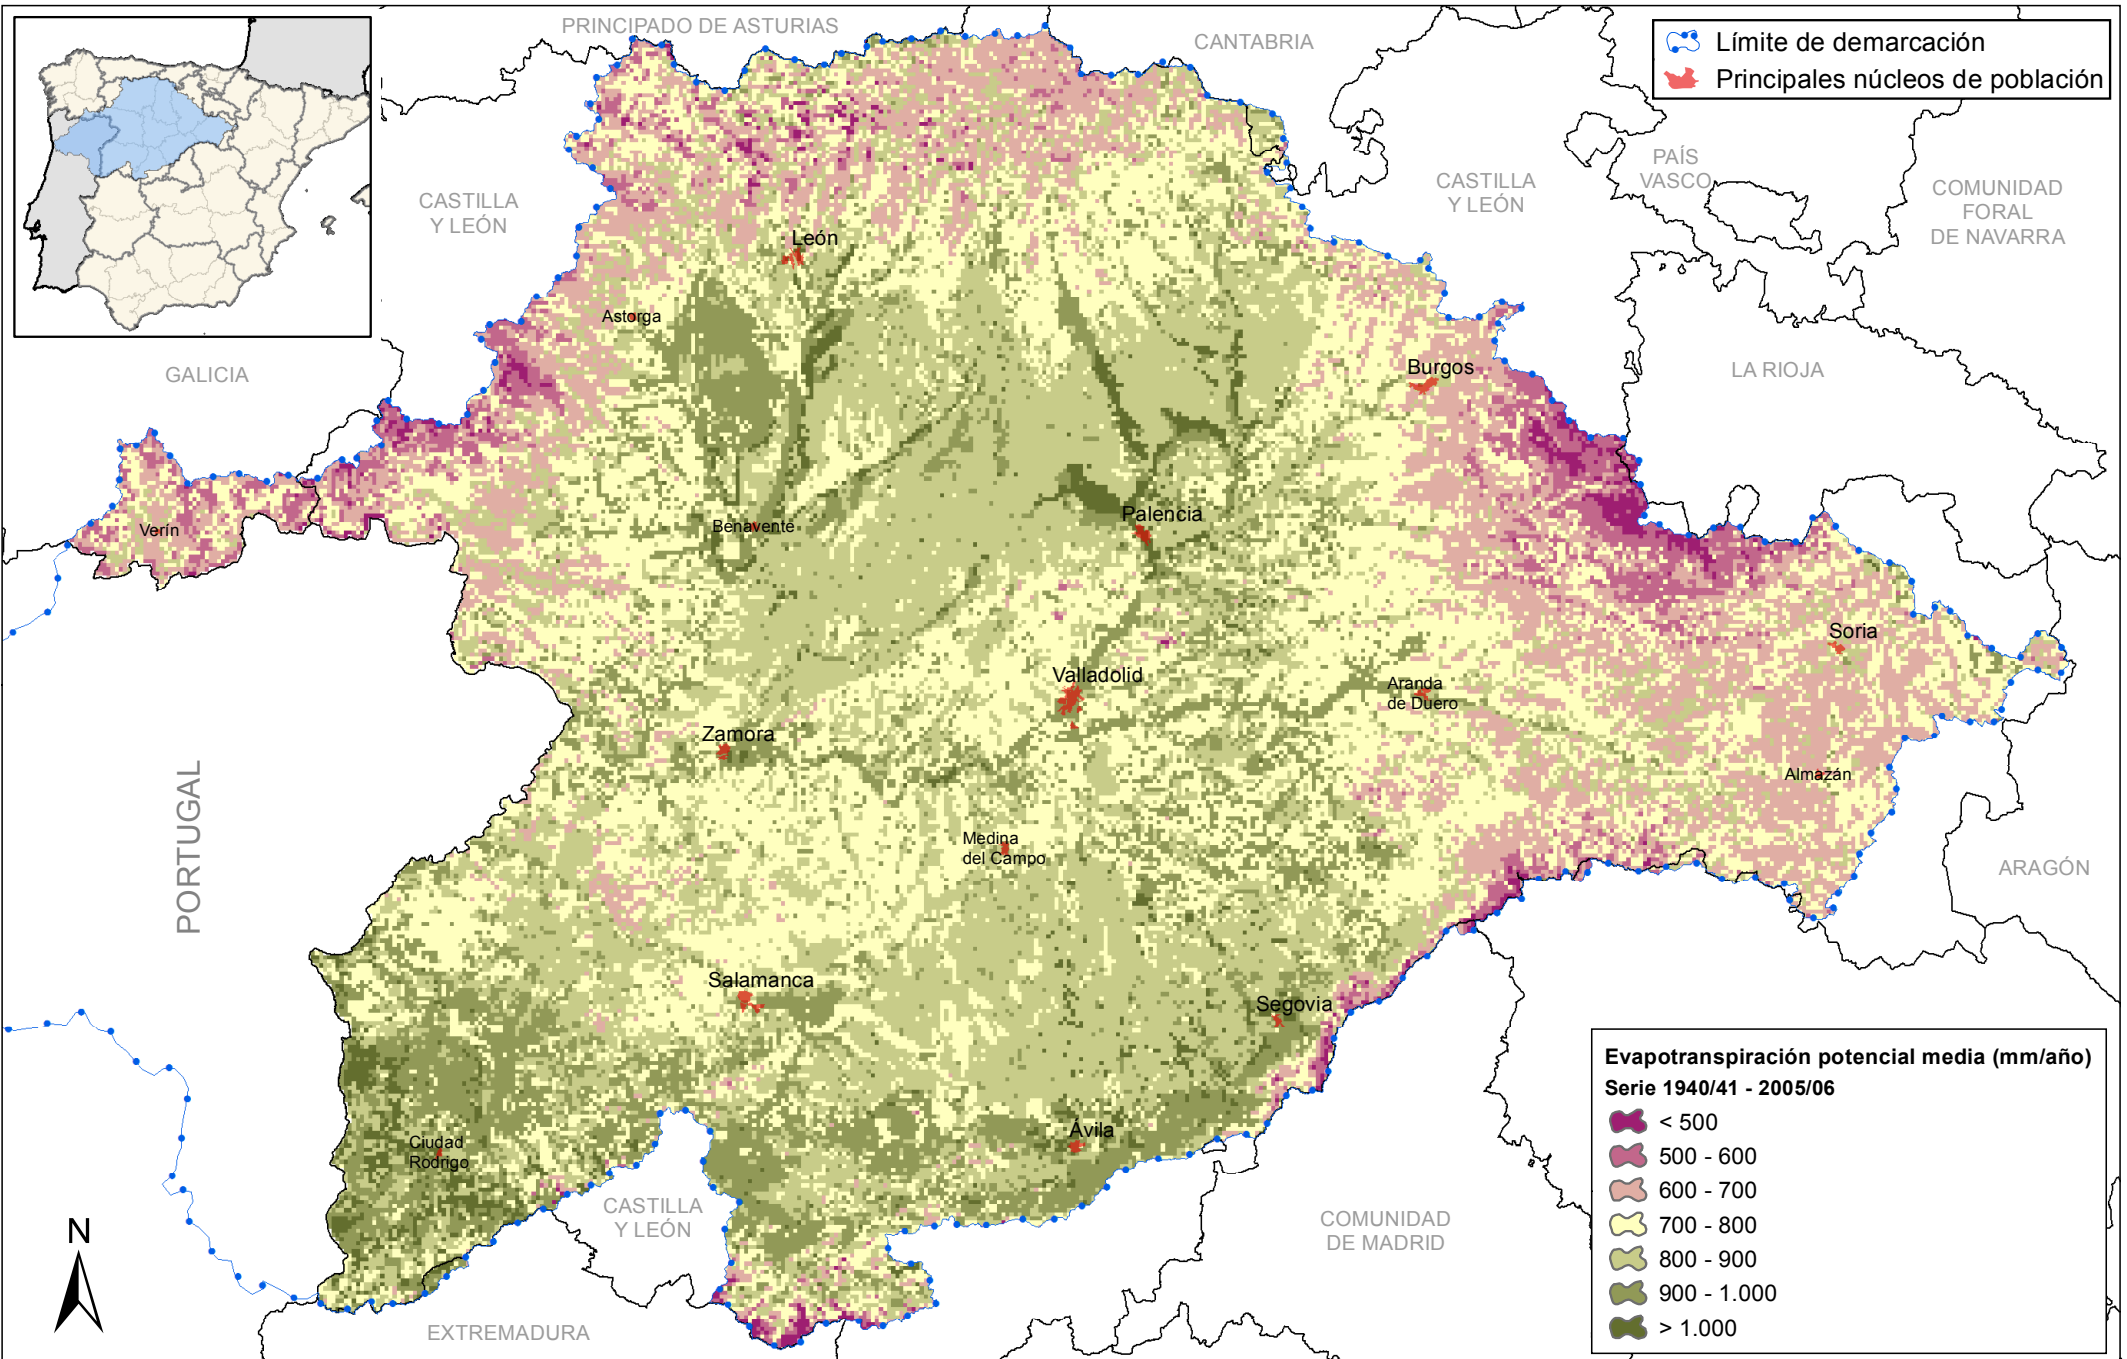 PRINCIPADO DE ASTURIAS
CANTABRIA
Límite de demarcación
Principales núcleos de población
CASTILLA
Y LEÓN
CASTILLA
Y LEÓN
PAÍS
VASCO
COMUNIDAD
FORAL
DE NAVARRA
León
Astorga
GALICIA
Burgos
LA RIOJA
Verín
Benavente
Palencia
Soria
Valladolid
Aranda
de Duero
Zamora
Almazán
PORTUGAL
Medina
del Campo
ARAGÓN
Salamanca
Segovia
Ciudad
Rodrigo
Ávila
CASTILLA
Y LEÓN
COMUNIDAD
DE MADRID
EXTREMADURA
N
Evapotranspiración potencial media (mm/año)
Serie 1940/41 - 2005/06
< 500
500 - 600
600 - 700
700 - 800
800 - 900
900 - 1.000
> 1.000